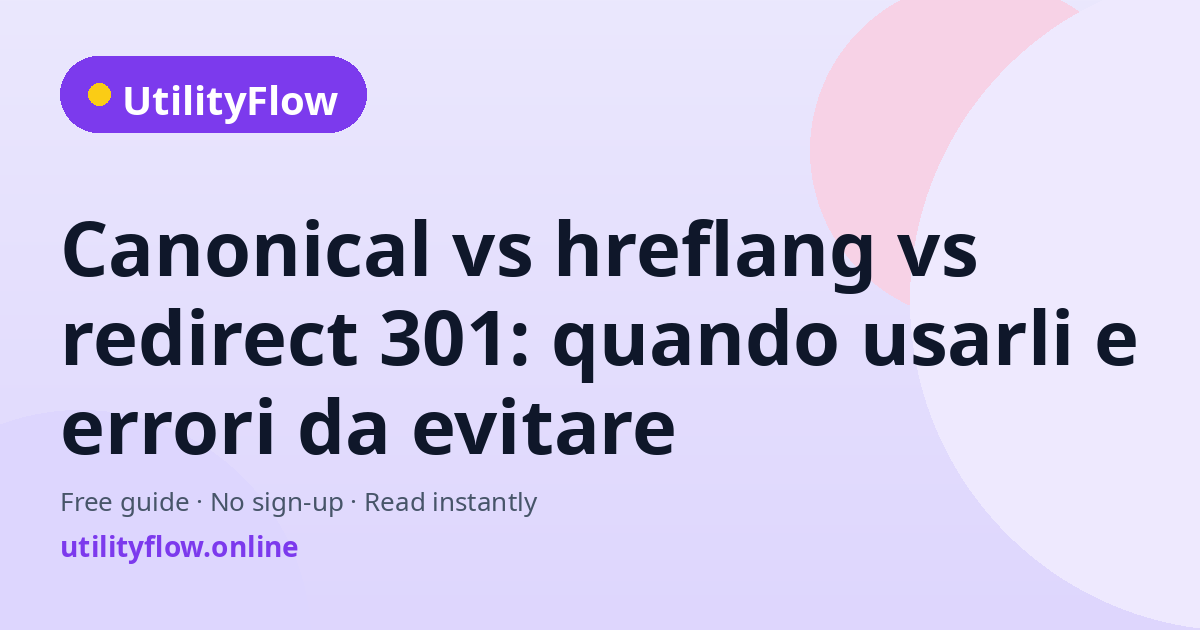 UtilityFlow
Canonical vs hreflang vs
redirect 301: quando usarli e
errori da evitare
Free guide · No sign-up · Read instantly
utilityflow.online